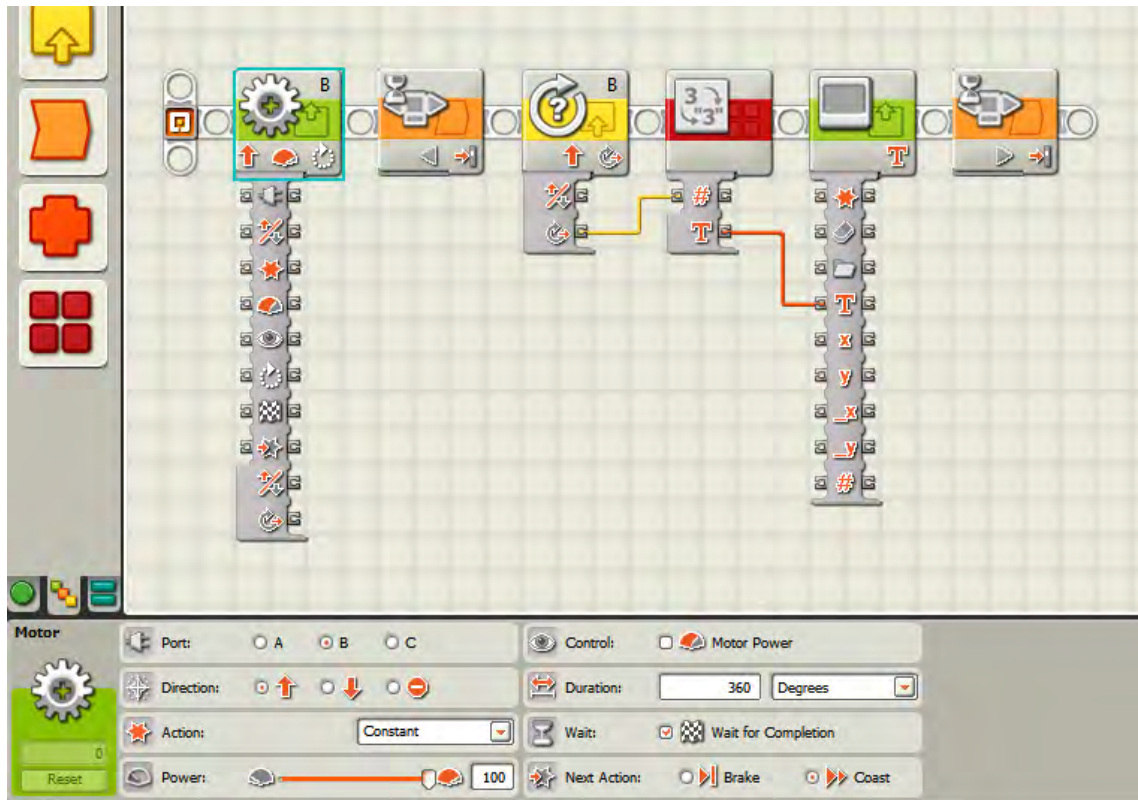 B
B
3 "3"
T
#
T
T
x
y
_x
_y
#
Motor
Port: A B C
Direction:
Action: Constant
Power: 100
0
Reset
Control: Motor Power
Duration: 360 Degrees
Wait: Wait for Completion
Next Action: Brake Coast